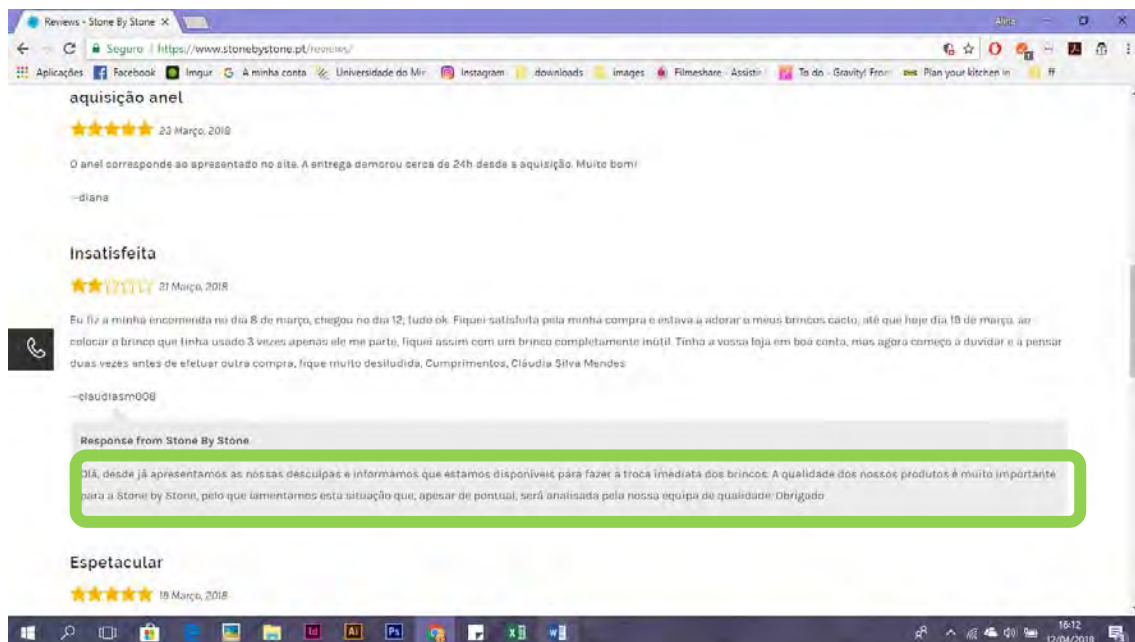 Reviews - Stone By Stone
Alina
Seguro | https://www.stonebystone.pt/reviews/
Aplicações Facebook Imgur A minha conta Universidade do Min Instagram downloads images Filmeshare - Assistir To do - Gravity! Fron Plan your kitchen in ff
aquisição anel
23 Março, 2018
O anel corresponde ao apresentado no site. A entrega demorou cerca de 24h desde a aquisição. Muito bom!
–diana
Insatisfeita
21 Março, 2018
Eu fiz a minha encomenda no dia 8 de março, chegou no dia 12, tudo ok. Fiquei satisfeita pela minha compra e estava a adorar o meus brincos cacto, até que hoje dia 19 de março, ao
colocar o brinco que tinha usado 3 vezes apenas ele me parte, fiquei assim com um brinco completamente inútil. Tinha a vossa loja em boa conta, mas agora começo a duvidar e a pensar
duas vezes antes de efetuar outra compra, fique muito desiludida, Cumprimentos, Cláudia Silva Mendes
–claudiasm008
Response from Stone By Stone
Olá, desde já apresentamos as nossas desculpas e informamos que estamos disponíveis para fazer a troca imediata dos brincos. A qualidade dos nossos produtos é muito importante
para a Stone by Stone, pelo que lamentamos esta situação que, apesar de pontual, será analisada pela nossa equipa de qualidade. Obrigado
Espetacular
18 Março, 2018
16:12
12/04/2018